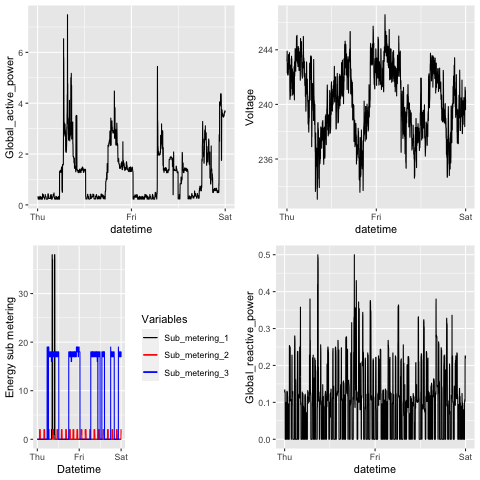 Global_active_power
6
4
2
0
Thu
Fri
Sat
datetime
Voltage
244
240
236
Thu
Fri
Sat
datetime
Energy sub metering
30
20
10
0
Thu
Fri
Sat
Datetime
Variables
Sub_metering_1
Sub_metering_2
Sub_metering_3
Global_reactive_power
0.5
0.4
0.3
0.2
0.1
0.0
Thu
Fri
Sat
datetime